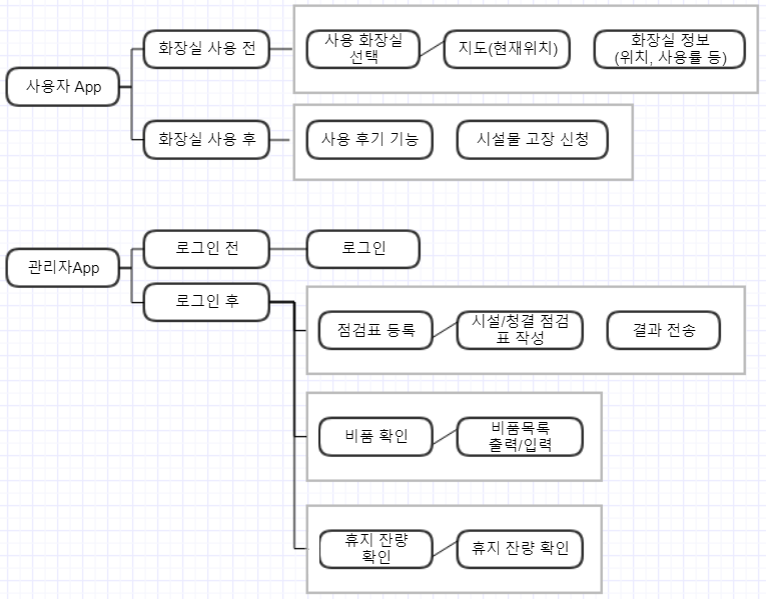 사용자 App
화장실 사용 전
사용 화장실
선택
지도(현재위치)
화장실 정보
(위치, 사용률 등)
화장실 사용 후
사용 후기 기능
시설물 고장 신청
관리자App
로그인 전
로그인
로그인 후
점검표 등록
시설/청결 점검
표 작성
결과 전송
비품 확인
비품목록
출력/입력
휴지 잔량
확인
휴지 잔량 확인